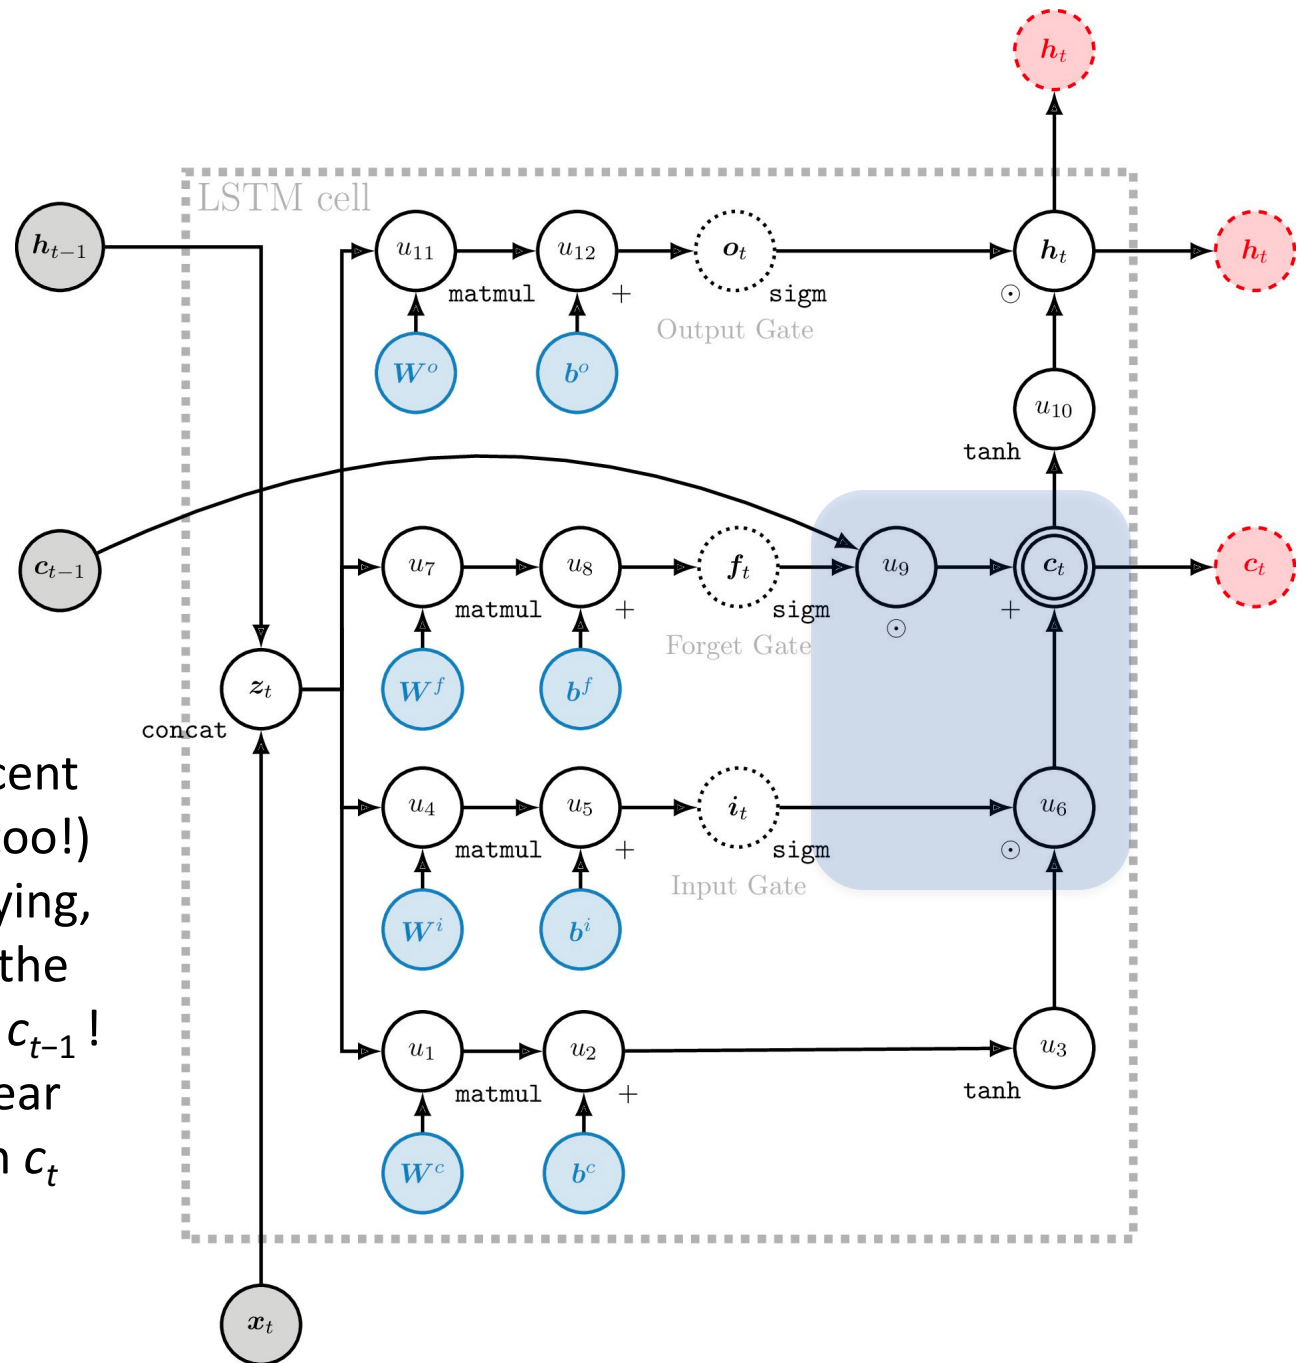 h_t
LSTM cell
h_{t-1}
u_{11}
u_{12}
o_t
h_t
h_t
matmul
+
sigm
⊙
Output Gate
W^o
b^o
u_{10}
tanh
c_{t-1}
u_7
u_8
f_t
u_9
c_t
c_t
matmul
+
sigm
⊙
+
Forget Gate
z_t
W^f
b^f
concat
cent
too!)
ying,
the
c_{t−1} !
ear
n c_t
u_4
u_5
i_t
u_6
matmul
+
sigm
⊙
Input Gate
W^i
b^i
u_1
u_2
u_3
matmul
+
tanh
W^c
b^c
x_t